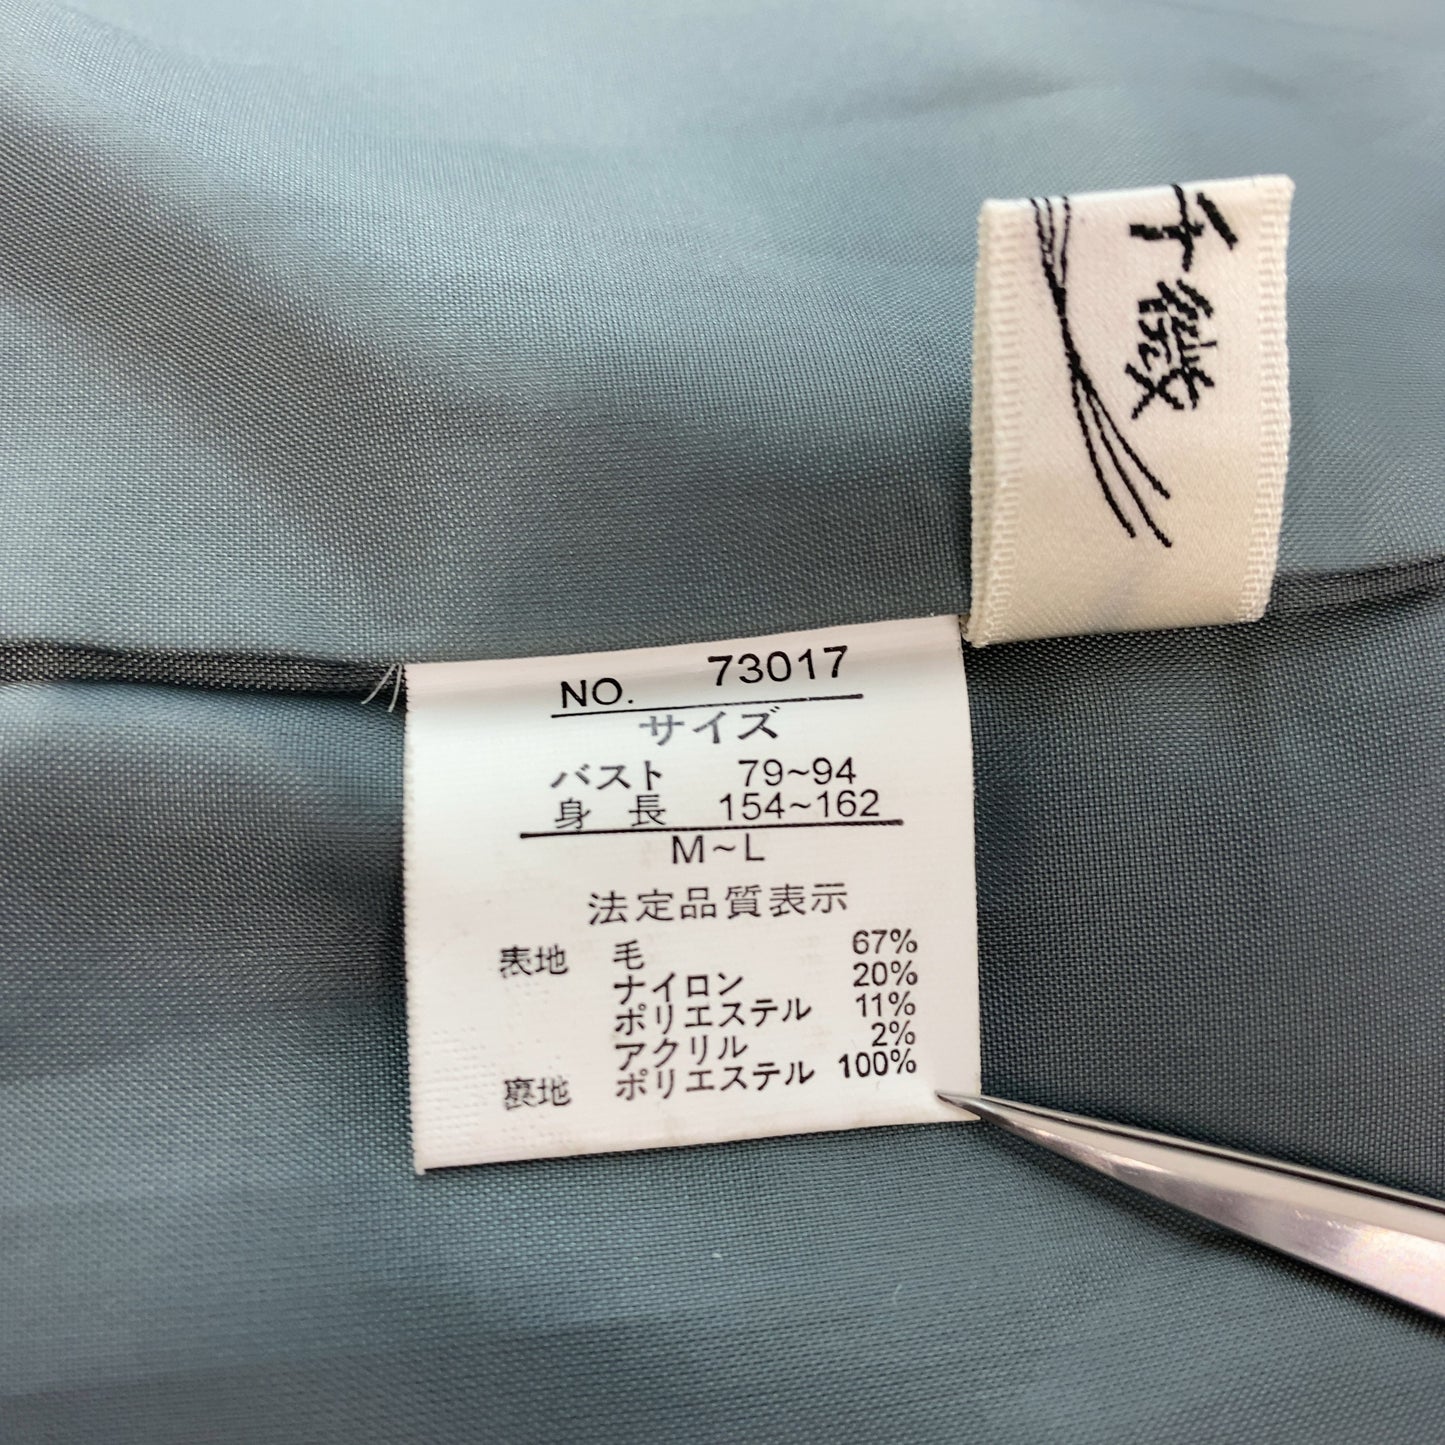 千織
NO. 73017
サイズ
バスト 79~94
身長 154~162
M~L
法定品質表示
表地 毛 67%
ナイロン 20%
ポリエステル 11%
アクリル 2%
裏地 ポリエステル 100%